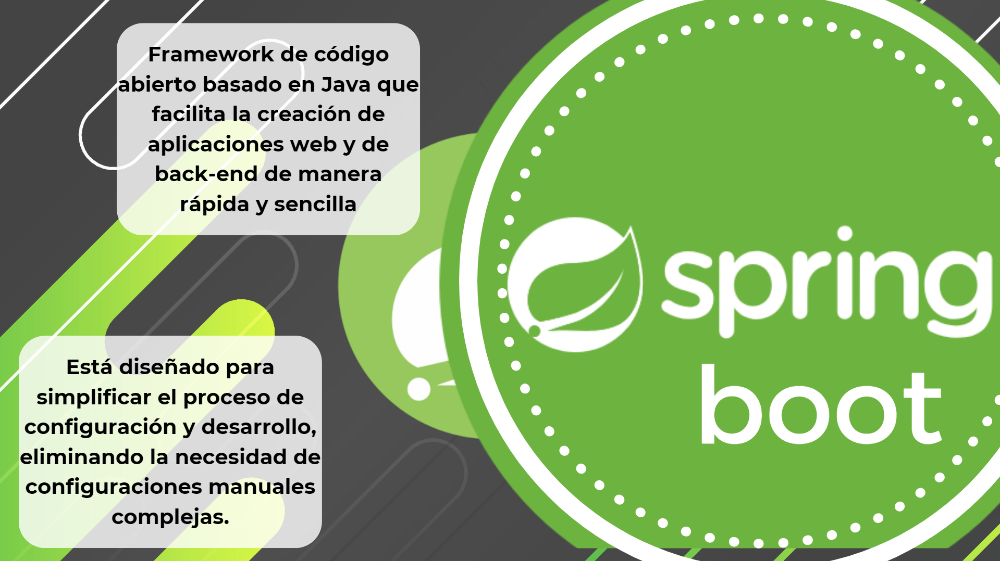 Framework de código
abierto basado en Java que
facilita la creación de
aplicaciones web y de
back-end de manera
rápida y sencilla
Está diseñado para
simplificar el proceso de
configuración y desarrollo,
eliminando la necesidad de
configuraciones manuales
complejas.
spring
boot